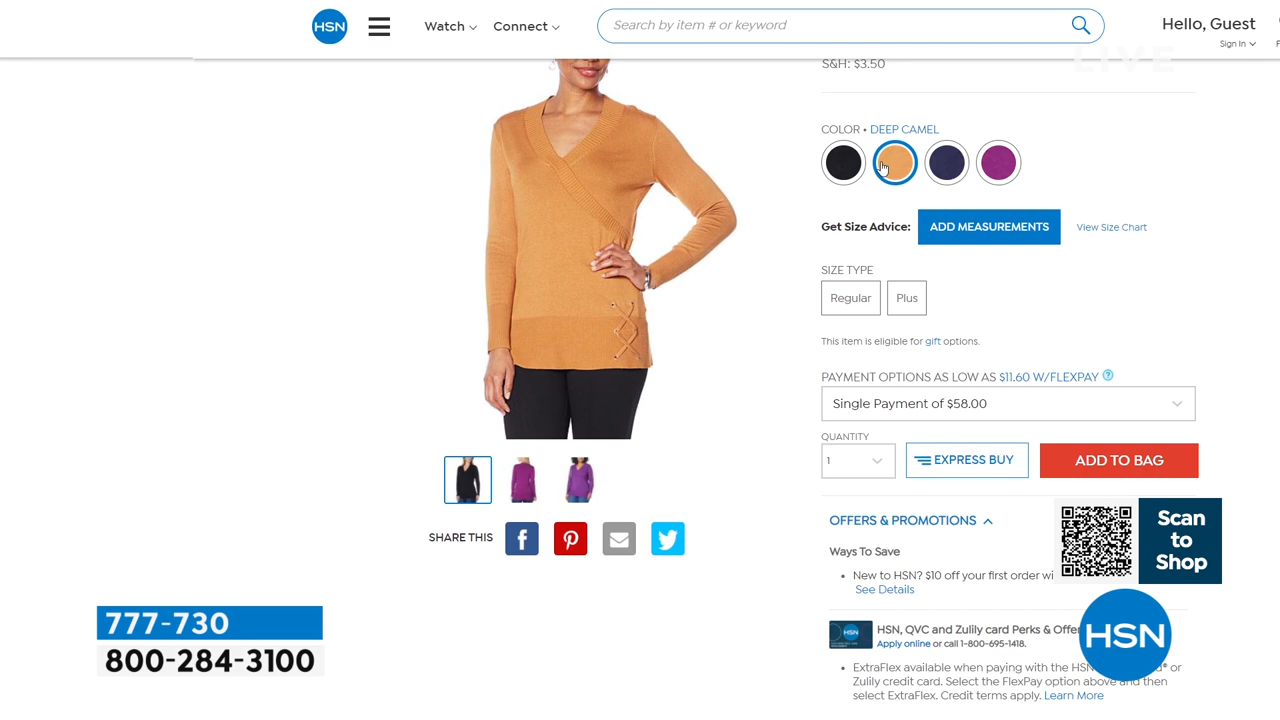 HSN
Watch
Connect
Search by item # or keyword
Hello, Guest
Sign In
LIVE
S&H: $3.50
COLOR • DEEP CAMEL
Get Size Advice:
ADD MEASUREMENTS
View Size Chart
SIZE TYPE
Regular
Plus
This item is eligible for gift options.
PAYMENT OPTIONS AS LOW AS $11.60 W/FLEXPAY ?
Single Payment of $58.00
QUANTITY
1
EXPRESS BUY
ADD TO BAG
SHARE THIS
OFFERS & PROMOTIONS
Ways To Save
• New to HSN? $10 off your first order
See Details
HSN
HSN, QVC and Zulily card Perks &
Apply online or call 1-800-695-1418.
• ExtraFlex available when paying with the HSN or
Zulily credit card. Select the FlexPay option above and then
select ExtraFlex. Credit terms apply. Learn More
Scan
to
Shop
HSN
777-730
800-284-3100